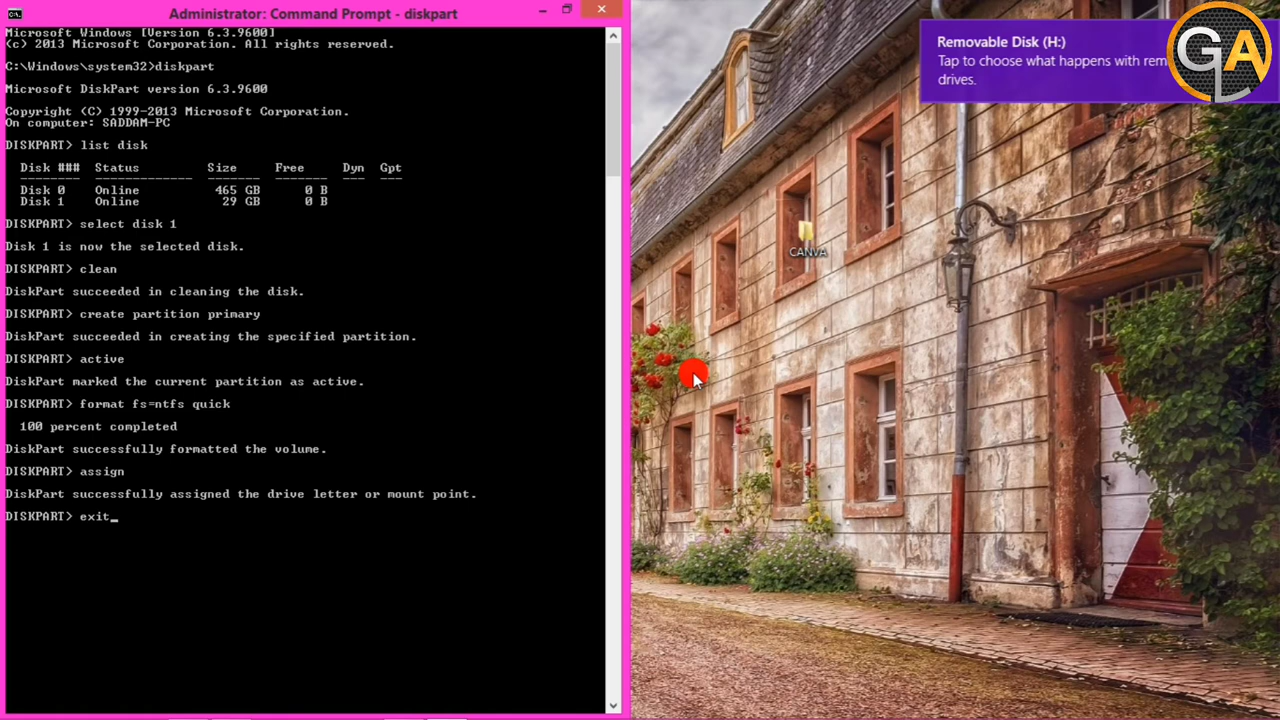 Administrator: Command Prompt - diskpart
Microsoft Windows [Version 6.3.9600]
(c) 2013 Microsoft Corporation. All rights reserved.
C:\Windows\system32>diskpart
Microsoft DiskPart version 6.3.9600
Copyright (C) 1999-2013 Microsoft Corporation.
On computer: SADDAM-PC
DISKPART> list disk
Disk ### Status Size Free Dyn Gpt
-------- ------------- ------- ------- --- ---
Disk 0 Online 465 GB 0 B
Disk 1 Online 29 GB 0 B
DISKPART> select disk 1
Disk 1 is now the selected disk.
DISKPART> clean
DiskPart succeeded in cleaning the disk.
DISKPART> create partition primary
DiskPart succeeded in creating the specified partition.
DISKPART> active
DiskPart marked the current partition as active.
DISKPART> format fs=ntfs quick
100 percent completed
DiskPart successfully formatted the volume.
DISKPART> assign
DiskPart successfully assigned the drive letter or mount point.
DISKPART> exit_
Removable Disk (H:)
Tap to choose what happens with rem
drives.
GA
CANVA